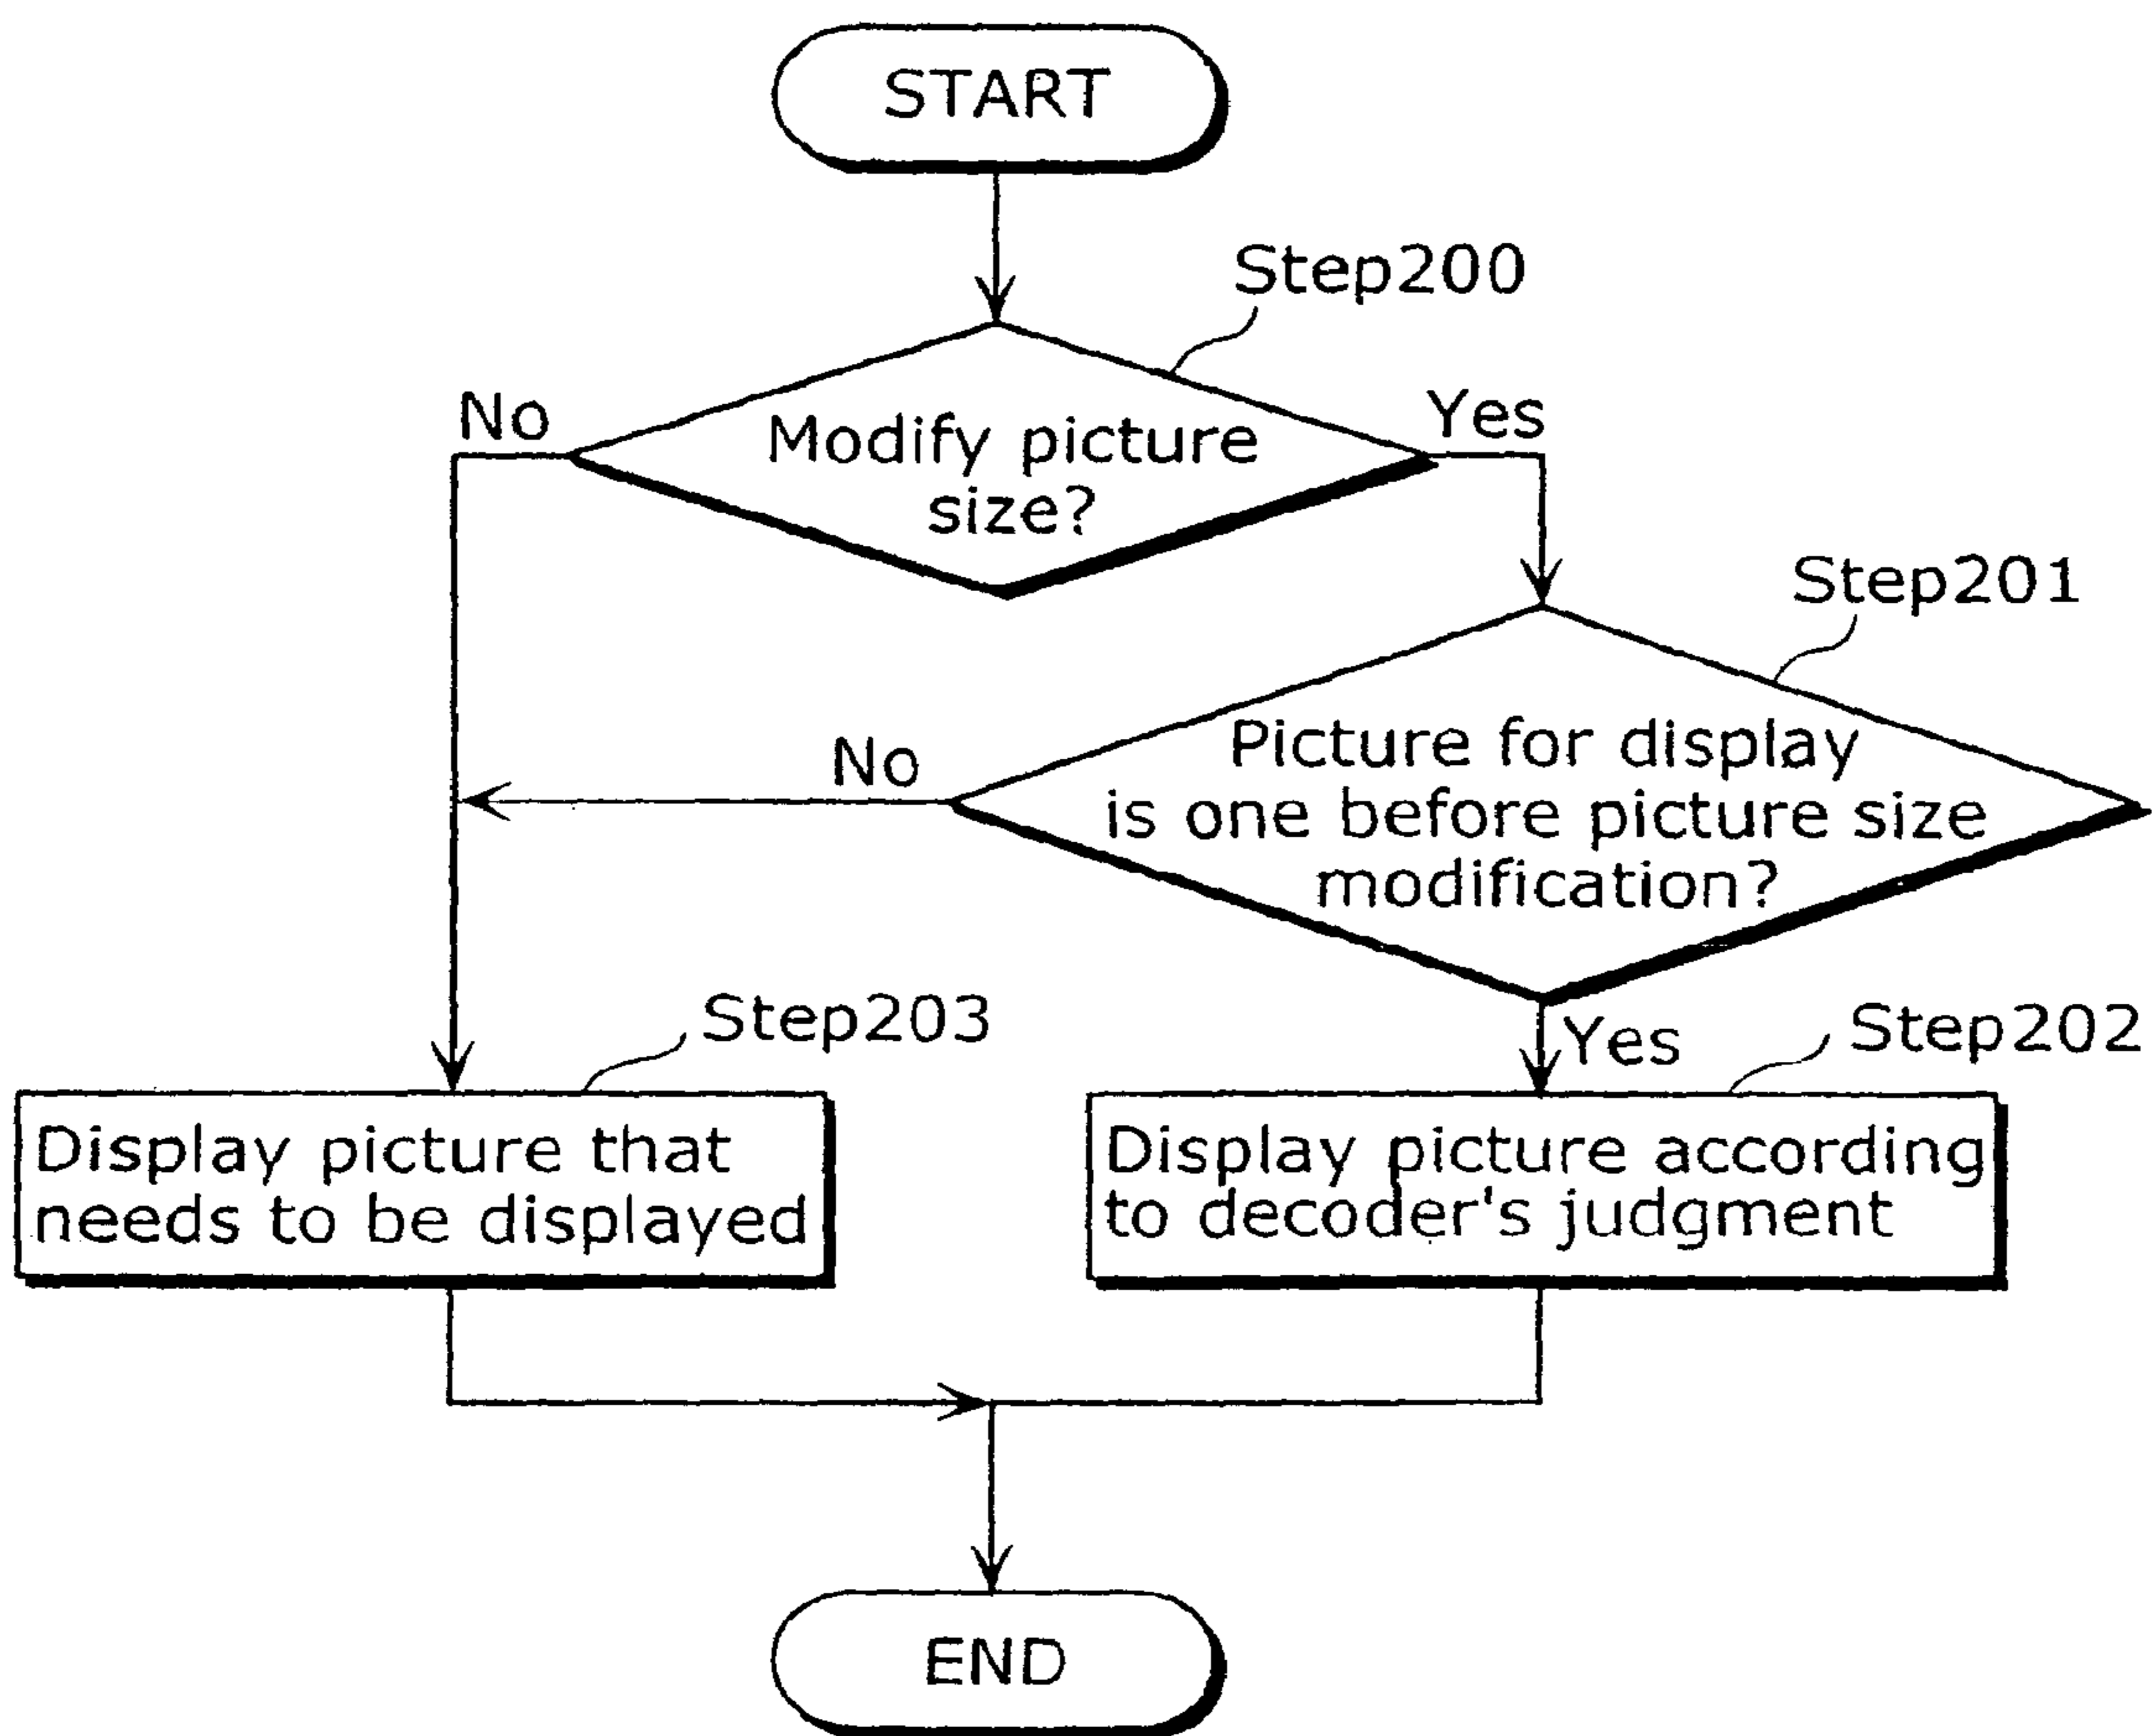 START
Step200
No
Yes
Modify picture
size?
Step201
No
Picture for display
is one before picture size
modification?
Yes
Step203
Step202
Display picture that
needs to be displayed
Display picture according
to decoder's judgment
END